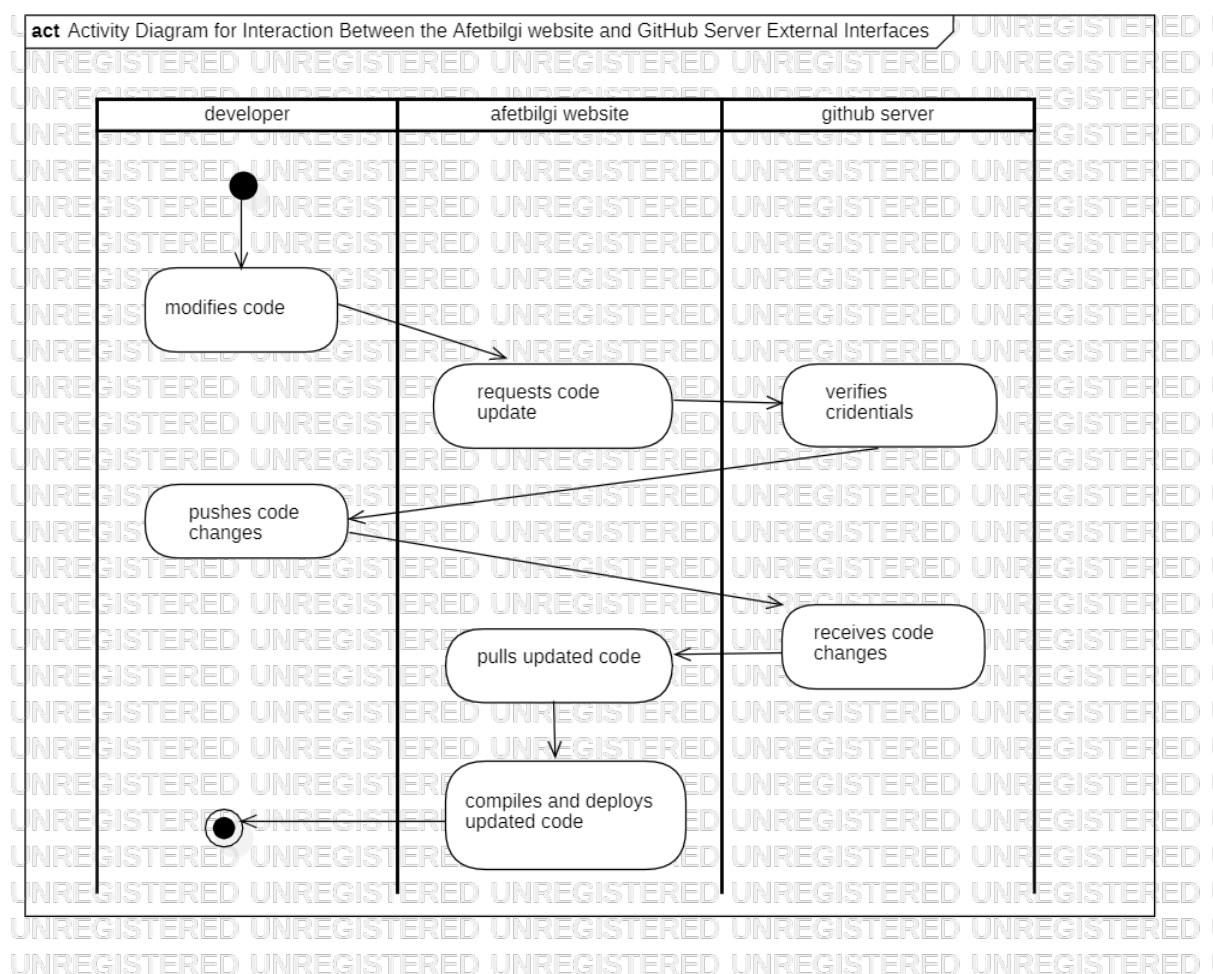 act Activity Diagram for Interaction Between the Afetbilgi website and GitHub Server External Interfaces
developer
afetbilgi website
github server
modifies code
requests code
update
verifies
cridentials
pushes code
changes
receives code
changes
pulls updated code
compiles and deploys
updated code
UNREGISTERED